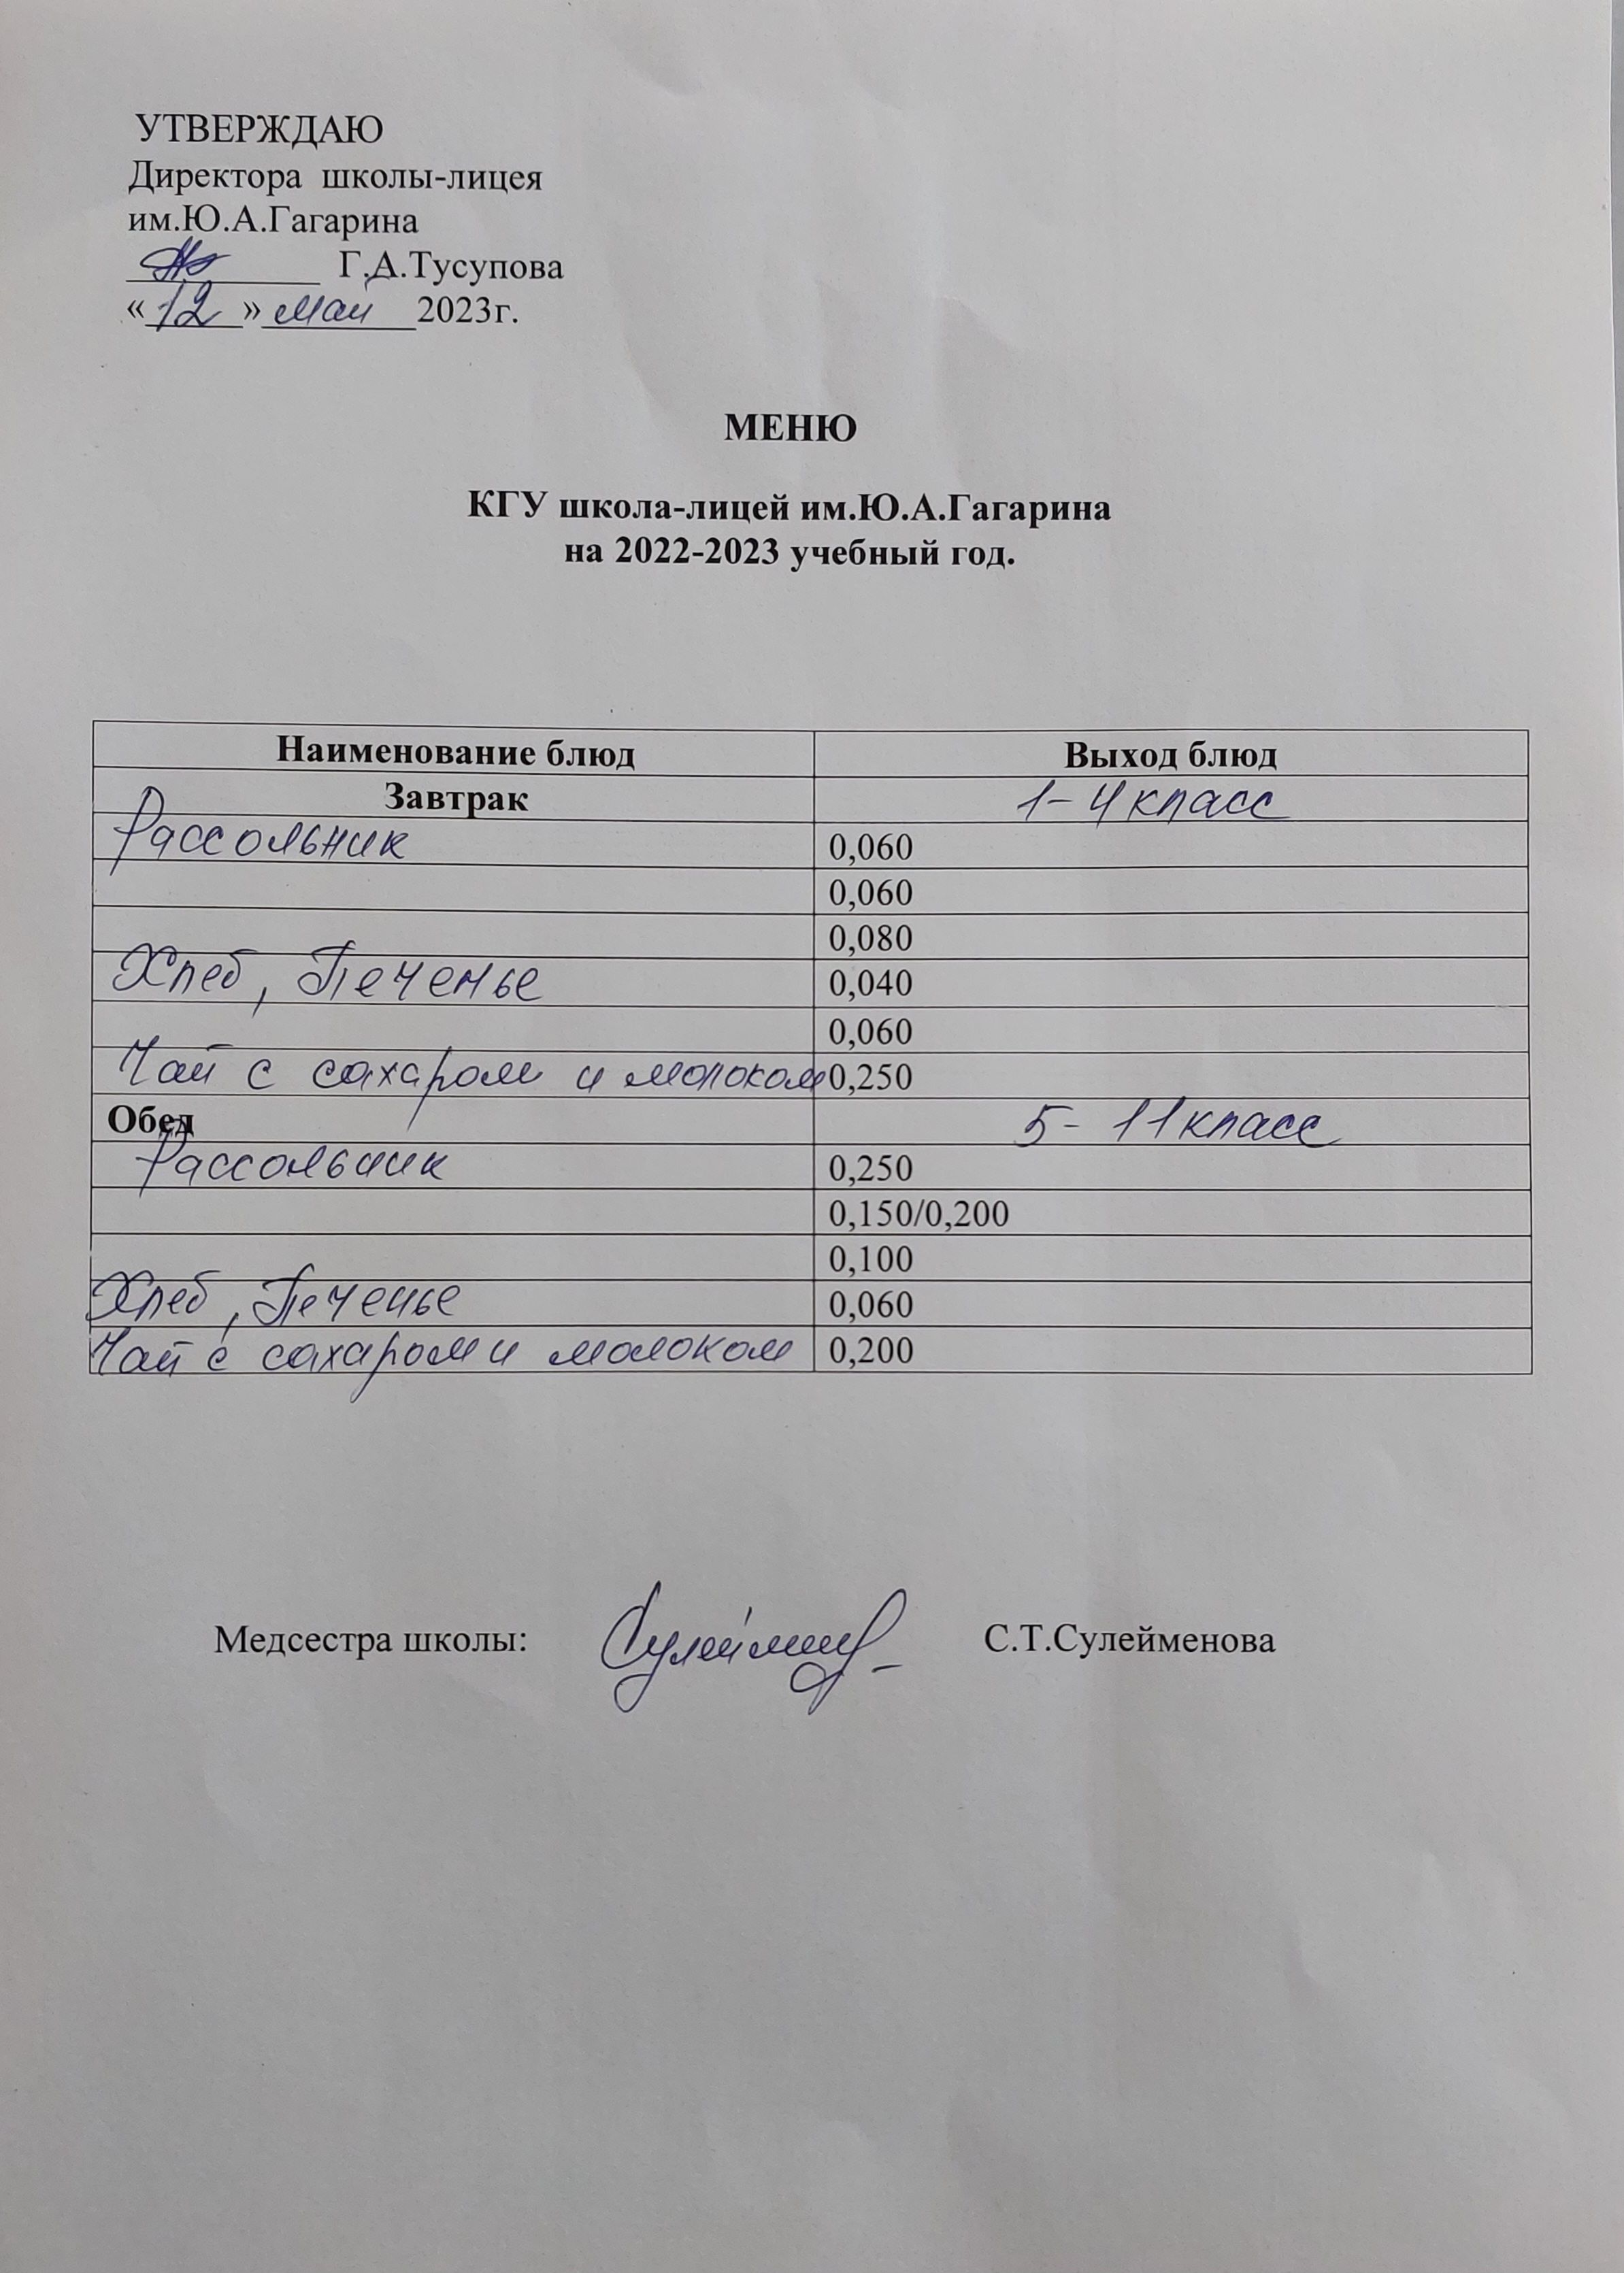 УТВЕРЖДАЮ
Директора школы-лицея
им.Ю.А.Гагарина
Г.А.Тусупова
«12» май 2023г.
МЕНЮ
КГУ школа-лицей им.Ю.А.Гагарина
на 2022-2023 учебный год.
Наименование блюд Выход блюд
Завтрак 1-4 класс
Рассольник 0,060
0,060
0,080
Хлеб, Печенье 0,040
0,060
Чай с сахаром и молоком 0,250
Обед 5-11 класс
Рассольник 0,250
0,150/0,200
0,100
Хлеб, Печенье 0,060
Чай с сахаром и молоком 0,200
Медсестра школы: С.Т.Сулейменова